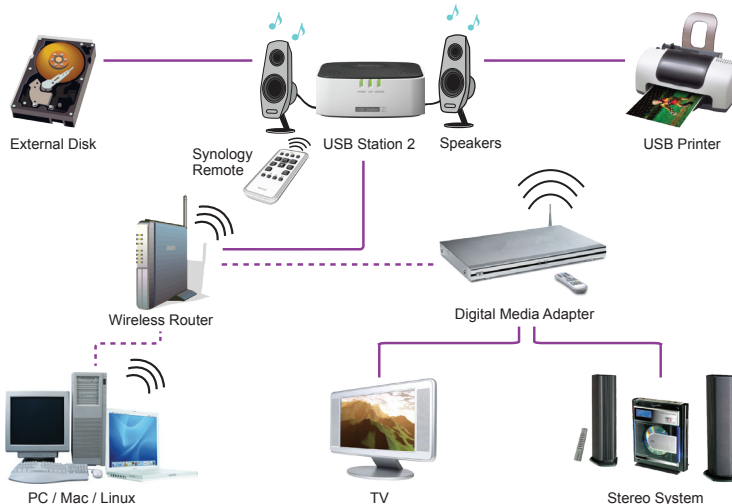 External Disk
USB Station 2
Speakers
USB Printer
Synology
Remote
Wireless Router
Digital Media Adapter
PC / Mac / Linux
TV
Stereo System